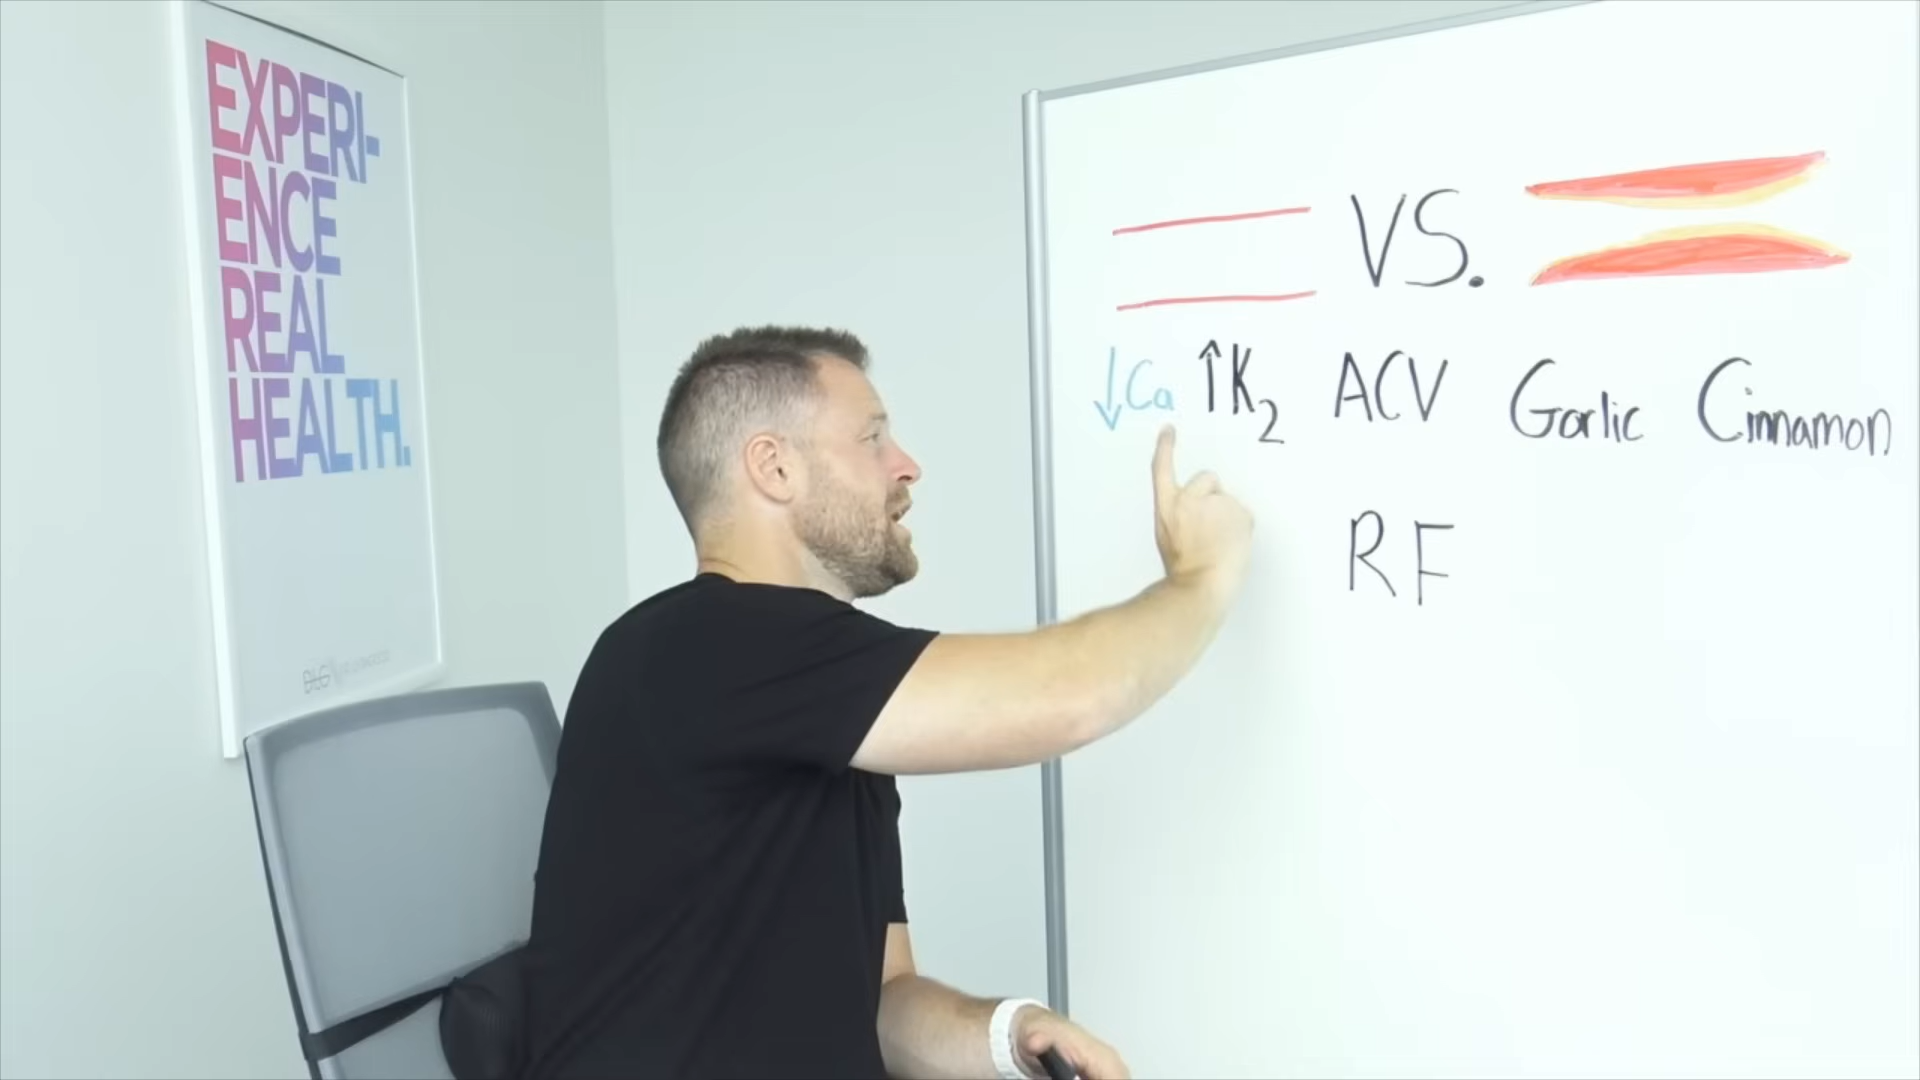 EXPERI-
ENCE
REAL
HEALTH.
VS.
↓Ca ↑K2 ACV Garlic Cinnamon
RF